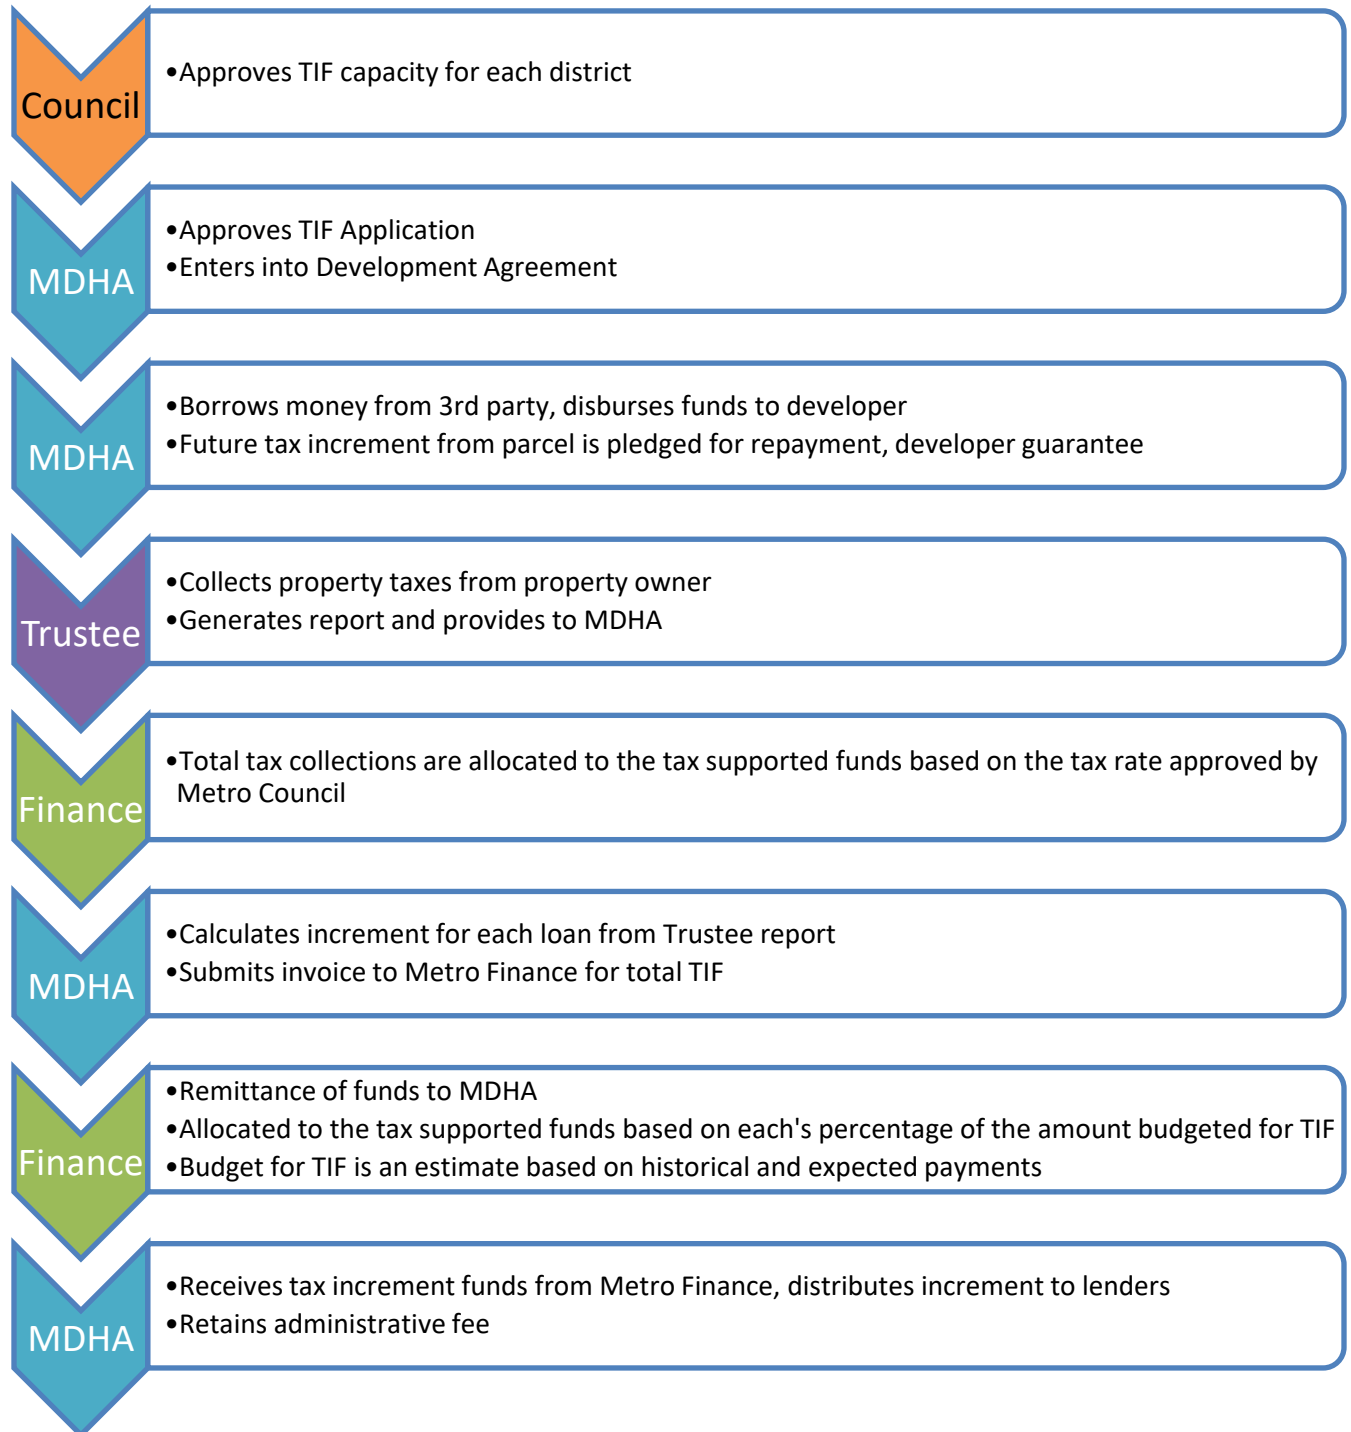 Council
•Approves TIF capacity for each district
MDHA
•Approves TIF Application
•Enters into Development Agreement
MDHA
•Borrows money from 3rd party, disburses funds to developer
•Future tax increment from parcel is pledged for repayment, developer guarantee
Trustee
•Collects property taxes from property owner
•Generates report and provides to MDHA
Finance
•Total tax collections are allocated to the tax supported funds based on the tax rate approved by
Metro Council
MDHA
•Calculates increment for each loan from Trustee report
•Submits invoice to Metro Finance for total TIF
Finance
•Remittance of funds to MDHA
•Allocated to the tax supported funds based on each's percentage of the amount budgeted for TIF
•Budget for TIF is an estimate based on historical and expected payments
MDHA
•Receives tax increment funds from Metro Finance, distributes increment to lenders
•Retains administrative fee